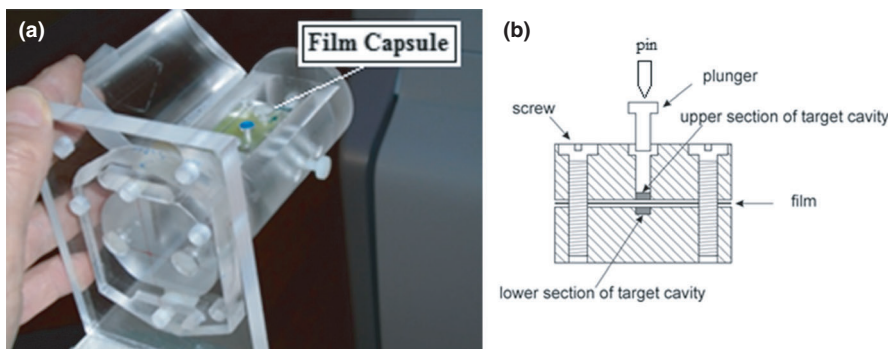 (a)
Film Capsule
(b)
pin
plunger
screw
upper section of target cavity
film
lower section of target cavity